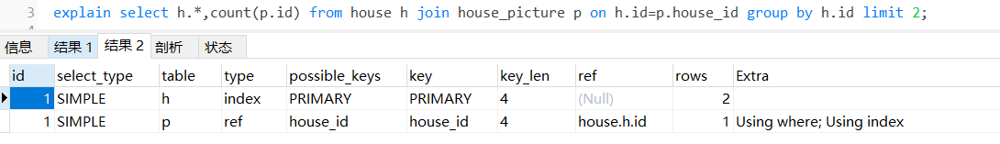 3 explain select h.*,count(p.id) from house h join house_picture p on h.id=p.house_id group by h.id limit 2;
信息 结果 1 结果 2 剖析 状态
id select_type table type possible_keys key key_len ref rows Extra
1 SIMPLE h index PRIMARY PRIMARY 4 (Null) 2
1 SIMPLE p ref house_id house_id 4 house.h.id 1 Using where; Using index